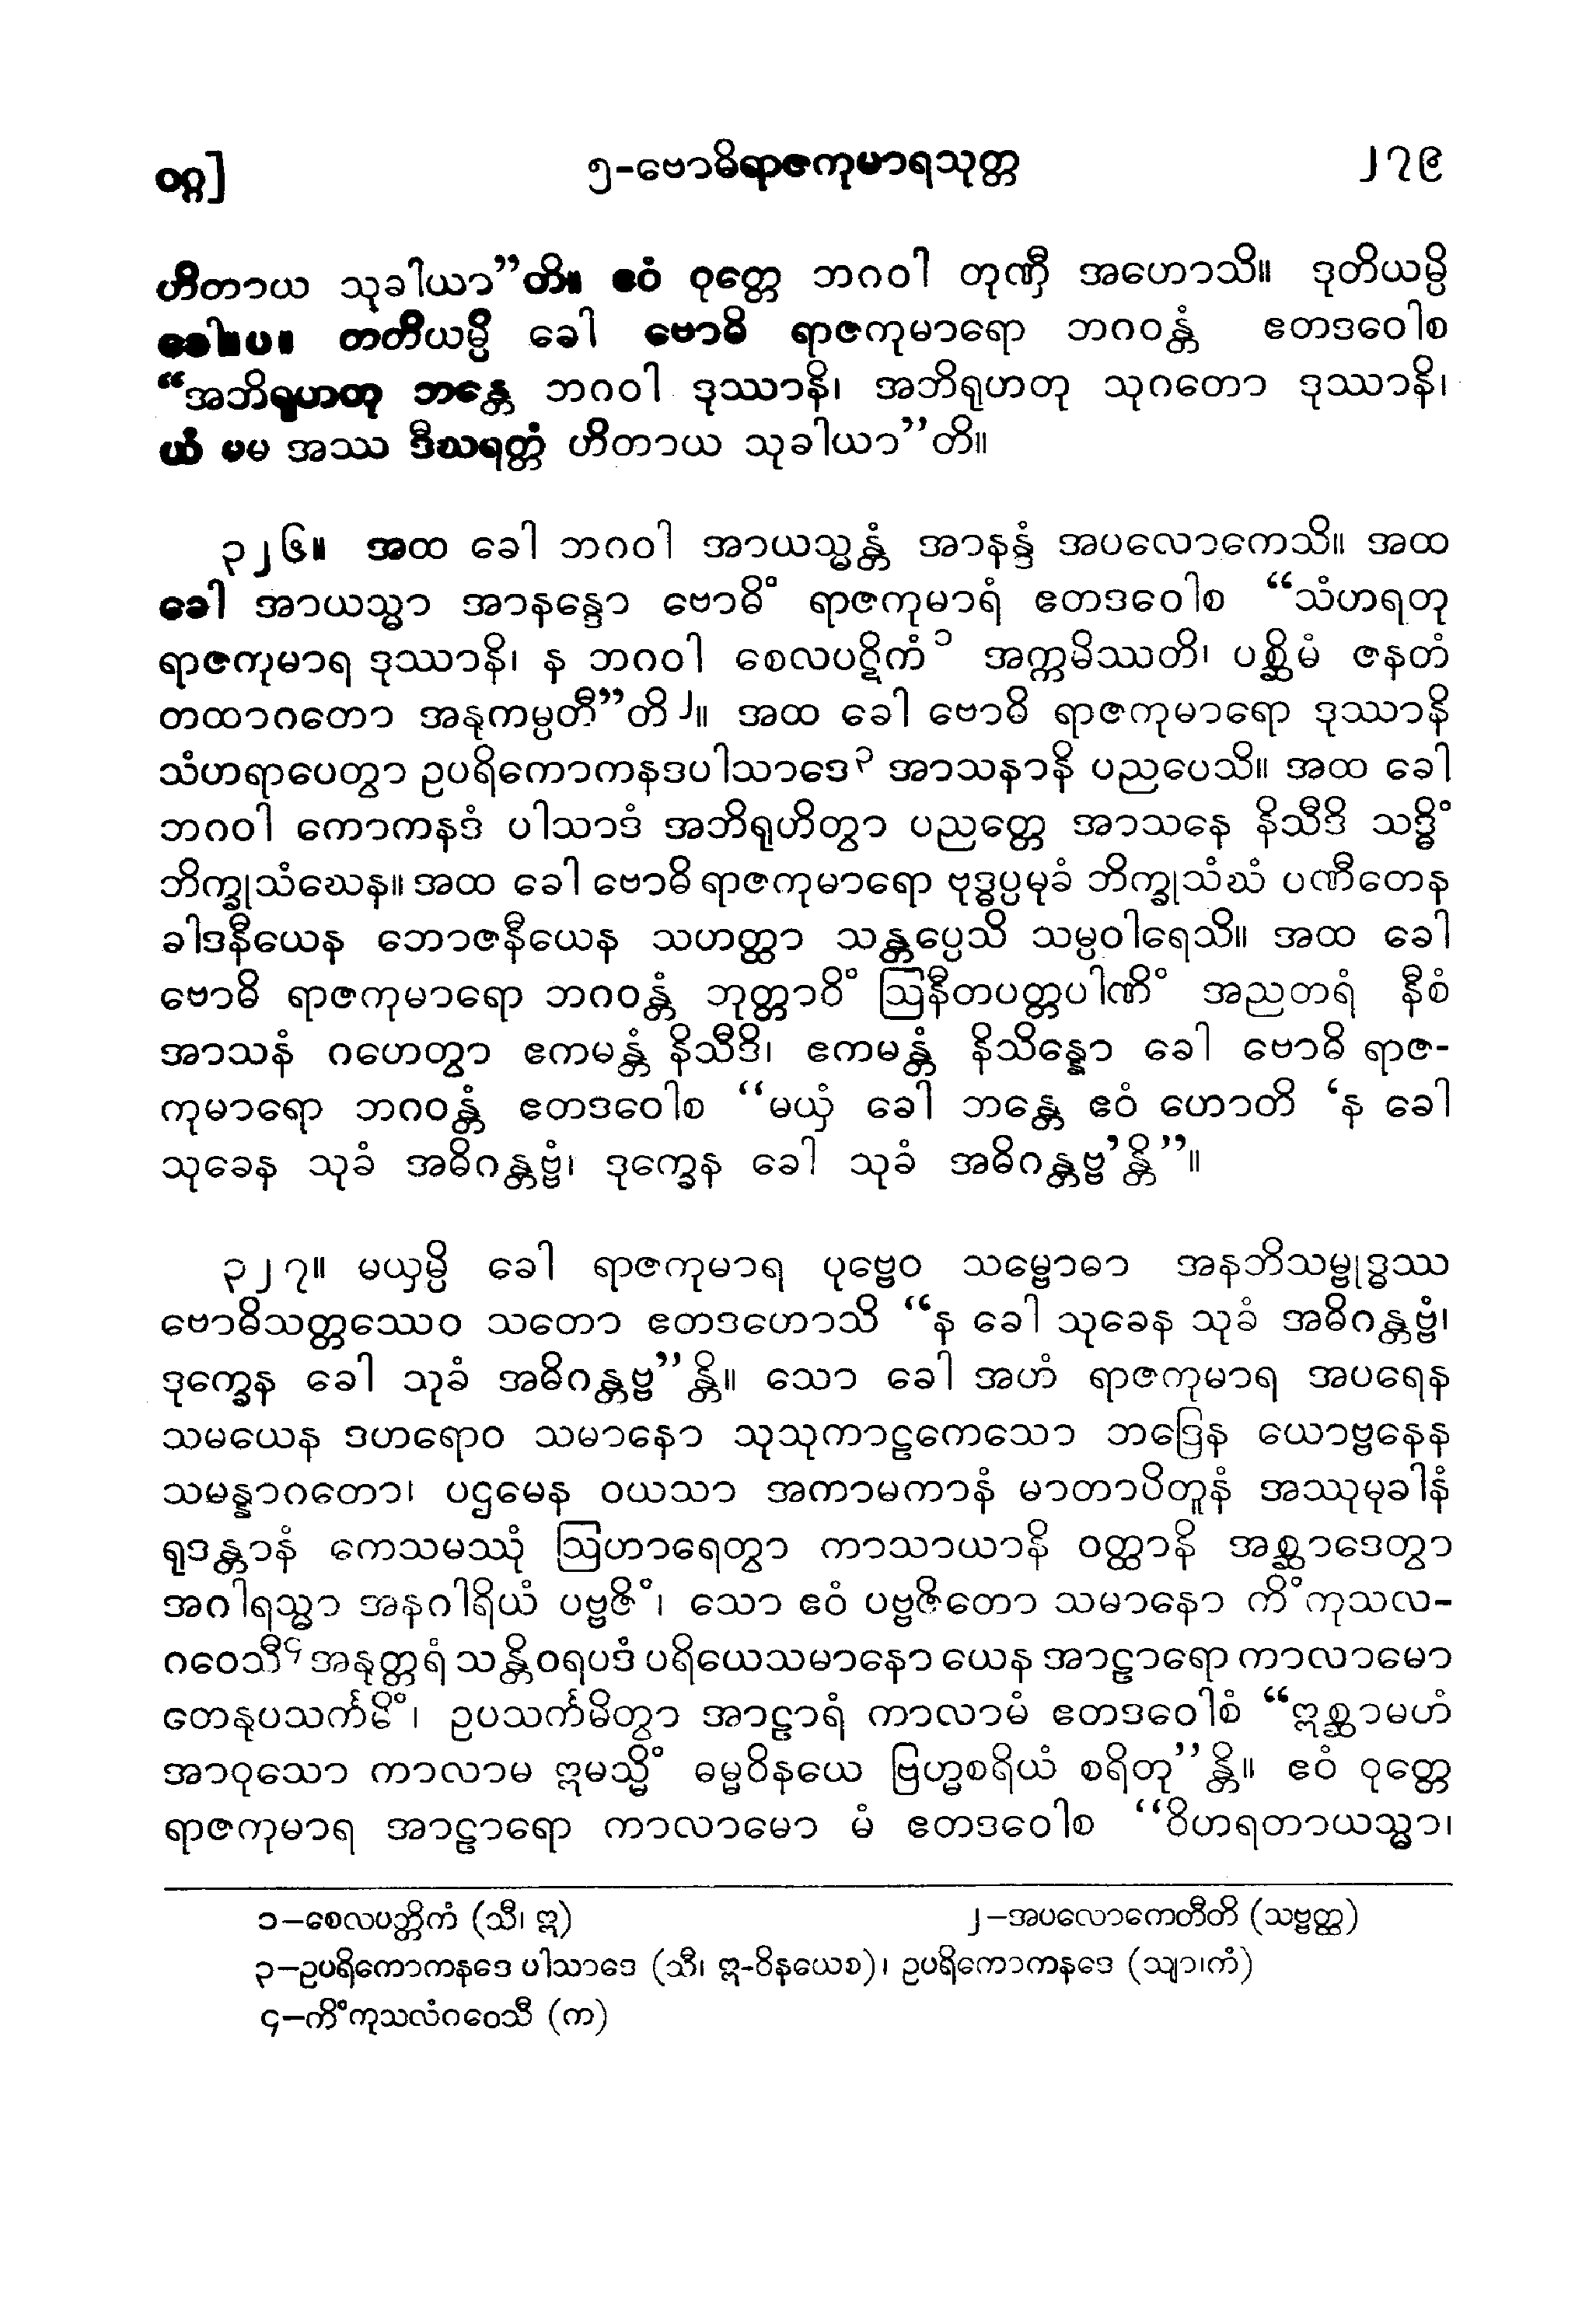 ဝဂ္ဂ]
၅-ဗောဓိရာဇကုမာရသုတ္တ
၂၇၉
ဟိတာယ သုခါယာ”တိ။ ဧဝံ ဝုတ္တေ ဘဂဝါ တုဏှီ အဟောသိ။ ဒုတိယမ္ပိ
ခေါ။ပ။ တတိယမ္ပိ ခေါ ဗောဓိ ရာဇကုမာရော ဘဂဝန္တံ ဧတဒဝေါစ
“အဘိရုဟတု ဘန္တေ ဘဂဝါ ဒုဿာနိ၊ အဘိရုဟတု သုဂတော ဒုဿာနိ၊
ယံ မမ အဿ ဒီဃရတ္တံ ဟိတာယ သုခါယာ”တိ။
၃၂၆။ အထ ခေါ ဘဂဝါ အာယသ္မန္တံ အာနန္ဒံ အပလောကေသိ။ အထ
ခေါ အာယသ္မာ အာနန္ဒော ဗောဓိံ ရာဇကုမာရံ ဧတဒဝေါစ “သံဟရတု
ရာဇကုမာရ ဒုဿာနိ၊ န ဘဂဝါ စေလပဋိကံ၁ အက္ကမိဿတိ၊ ပစ္ဆိမံ ဇနတံ
တထာဂတော အနုကမ္ပတီ”တိ၂။ အထ ခေါ ဗောဓိ ရာဇကုမာရော ဒုဿာနိ
သံဟရာပေတွာ ဥပရိကောကနဒပါသာဒေ၃ အာသနာနိ ပညပေသိ။ အထ ခေါ
ဘဂဝါ ကောကနဒံ ပါသာဒံ အဘိရုဟိတွာ ပညတ္တေ အာသနေ နိသီဒိ သဒ္ဓိံ
ဘိက္ခုသံဃေန။ အထ ခေါ ဗောဓိ ရာဇကုမာရော ဗုဒ္ဓပ္ပမုခံ ဘိက္ခုသံဃံ ပဏီတေန
ခါဒနီယေန ဘောဇနီယေန သဟတ္ထာ သန္တပ္ပေသိ သမ္ပဝါရေသိ။ အထ ခေါ
ဗောဓိ ရာဇကုမာရော ဘဂဝန္တံ ဘုတ္တာဝိံ ဩနီတပတ္တပါဏိံ အညတရံ နီစံ
အာသနံ ဂဟေတွာ ဧကမန္တံ နိသီဒိ၊ ဧကမန္တံ နိသိန္နော ခေါ ဗောဓိ ရာဇ-
ကုမာရော ဘဂဝန္တံ ဧတဒဝေါစ “မယှံ ခေါ ဘန္တေ ဧဝံ ဟောတိ ‘န ခေါ
သုခေန သုခံ အဓိဂန္တဗ္ဗံ၊ ဒုက္ခေန ခေါ သုခံ အဓိဂန္တဗ္ဗ’န္တိ”။
၃၂၇။ မယှမ္ပိ ခေါ ရာဇကုမာရ ပုဗ္ဗေဝ သမ္ဗောဓာ အနဘိသမ္ဗုဒ္ဓဿ
ဗောဓိသတ္တဿေဝ သတော ဧတဒဟောသိ “န ခေါ သုခေန သုခံ အဓိဂန္တဗ္ဗံ၊
ဒုက္ခေန ခေါ သုခံ အဓိဂန္တဗ္ဗ”န္တိ။ သော ခေါ အဟံ ရာဇကုမာရ အပရေန
သမယေန ဒဟရောဝ သမာနော သုသုကာဠကေသော ဘဒြေန ယောဗ္ဗနေန
သမန္နာဂတော၊ ပဌမေန ဝယသာ အကာမကာနံ မာတာပိတူနံ အဿုမုခါနံ
ရုဒန္တာနံ ကေသမဿုံ ဩဟာရေတွာ ကာသာယာနိ ဝတ္ထာနိ အစ္ဆာဒေတွာ
အဂါရသ္မာ အနဂါရိယံ ပဗ္ဗဇိံ၊ သော ဧဝံ ပဗ္ဗဇိတော သမာနော ကိံကုသလ-
ဂဝေသီ၄ အနုတ္တရံ သန္တိဝရပဒံ ပရိယေသမာနော ယေန အာဠာရော ကာလာမော
တေနုပသင်္ကမိံ၊ ဥပသင်္ကမိတွာ အာဠာရံ ကာလာမံ ဧတဒဝေါစံ “ဣစ္ဆာမဟံ
အာဝုသော ကာလာမ ဣမသ္မိံ ဓမ္မဝိနယေ ဗြဟ္မစရိယံ စရိတု”န္တိ။ ဧဝံ ဝုတ္တေ
ရာဇကုမာရ အာဠာရော ကာလာမော မံ ဧတဒဝေါစ “ဝိဟရတာယသ္မာ၊
၁–စေလပတ္တိကံ (သီ၊ ဣ)
၂–အပလောကေတီတိ (သဗ္ဗတ္ထ)
၃–ဥပရိကောကနဒေ ပါသာဒေ (သီ၊ ဣ-ဝိနယေစ)၊ ဥပရိကောကနဒေ (သျာ၊ကံ)
၄–ကိံကုသလံဂဝေသီ (က)